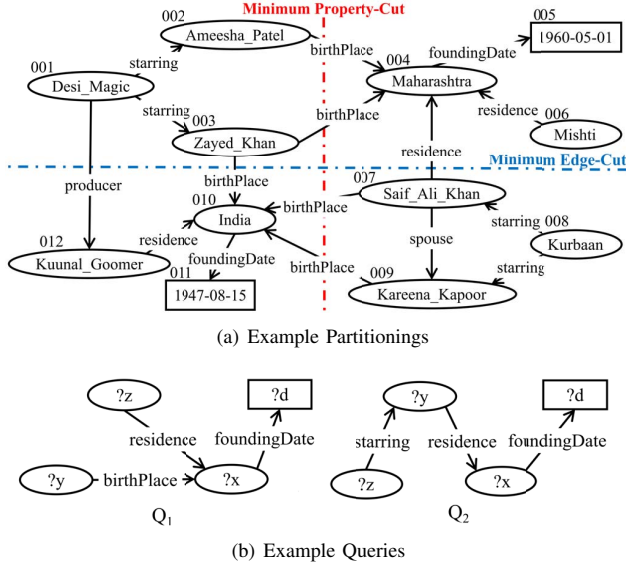 Minimum Property-Cut
002
Ameesha_Patel
005
1960-05-01
001
Desi_Magic
starring
birthPlace
004
Maharashtra
foundingDate
starring
003
Zayed_Khan
birthPlace
residence
006
Mishti
residence
Minimum Edge-Cut
producer
birthPlace
010
India
birthPlace
007
Saif_Ali_Khan
starring
008
Kurbaan
012
Kuunal_Goomer
residence
foundingDate
011
1947-08-15
birthPlace
spouse
starring
009
Kareena_Kapoor
(a) Example Partitionings
?z
?d
?y
?d
residence
foundingDate
starring
residence
foundingDate
?y
birthPlace
?x
?z
?x
Q1
Q2
(b) Example Queries